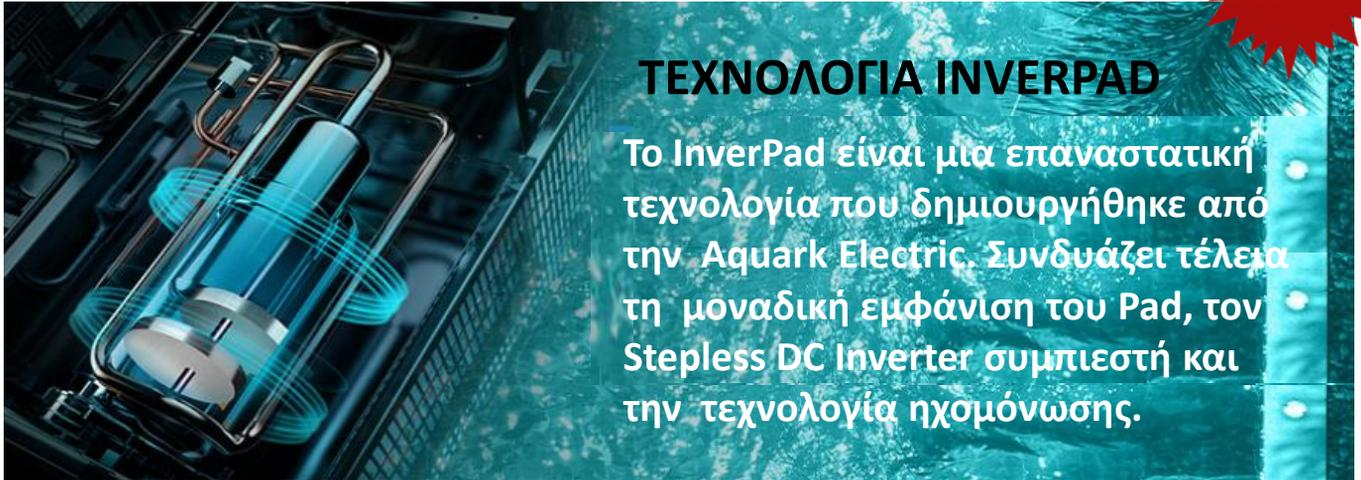 ΤΕΧΝΟΛΟΓΙΑ INVERPAD
Το InverPad είναι μια επαναστατική
τεχνολογία που δημιουργήθηκε από
την Aquark Electric. Συνδυάζει τέλεια
τη μοναδική εμφάνιση του Pad, τον
Stepless DC Inverter συμπιεστή και
την τεχνολογία ηχομόνωσης.